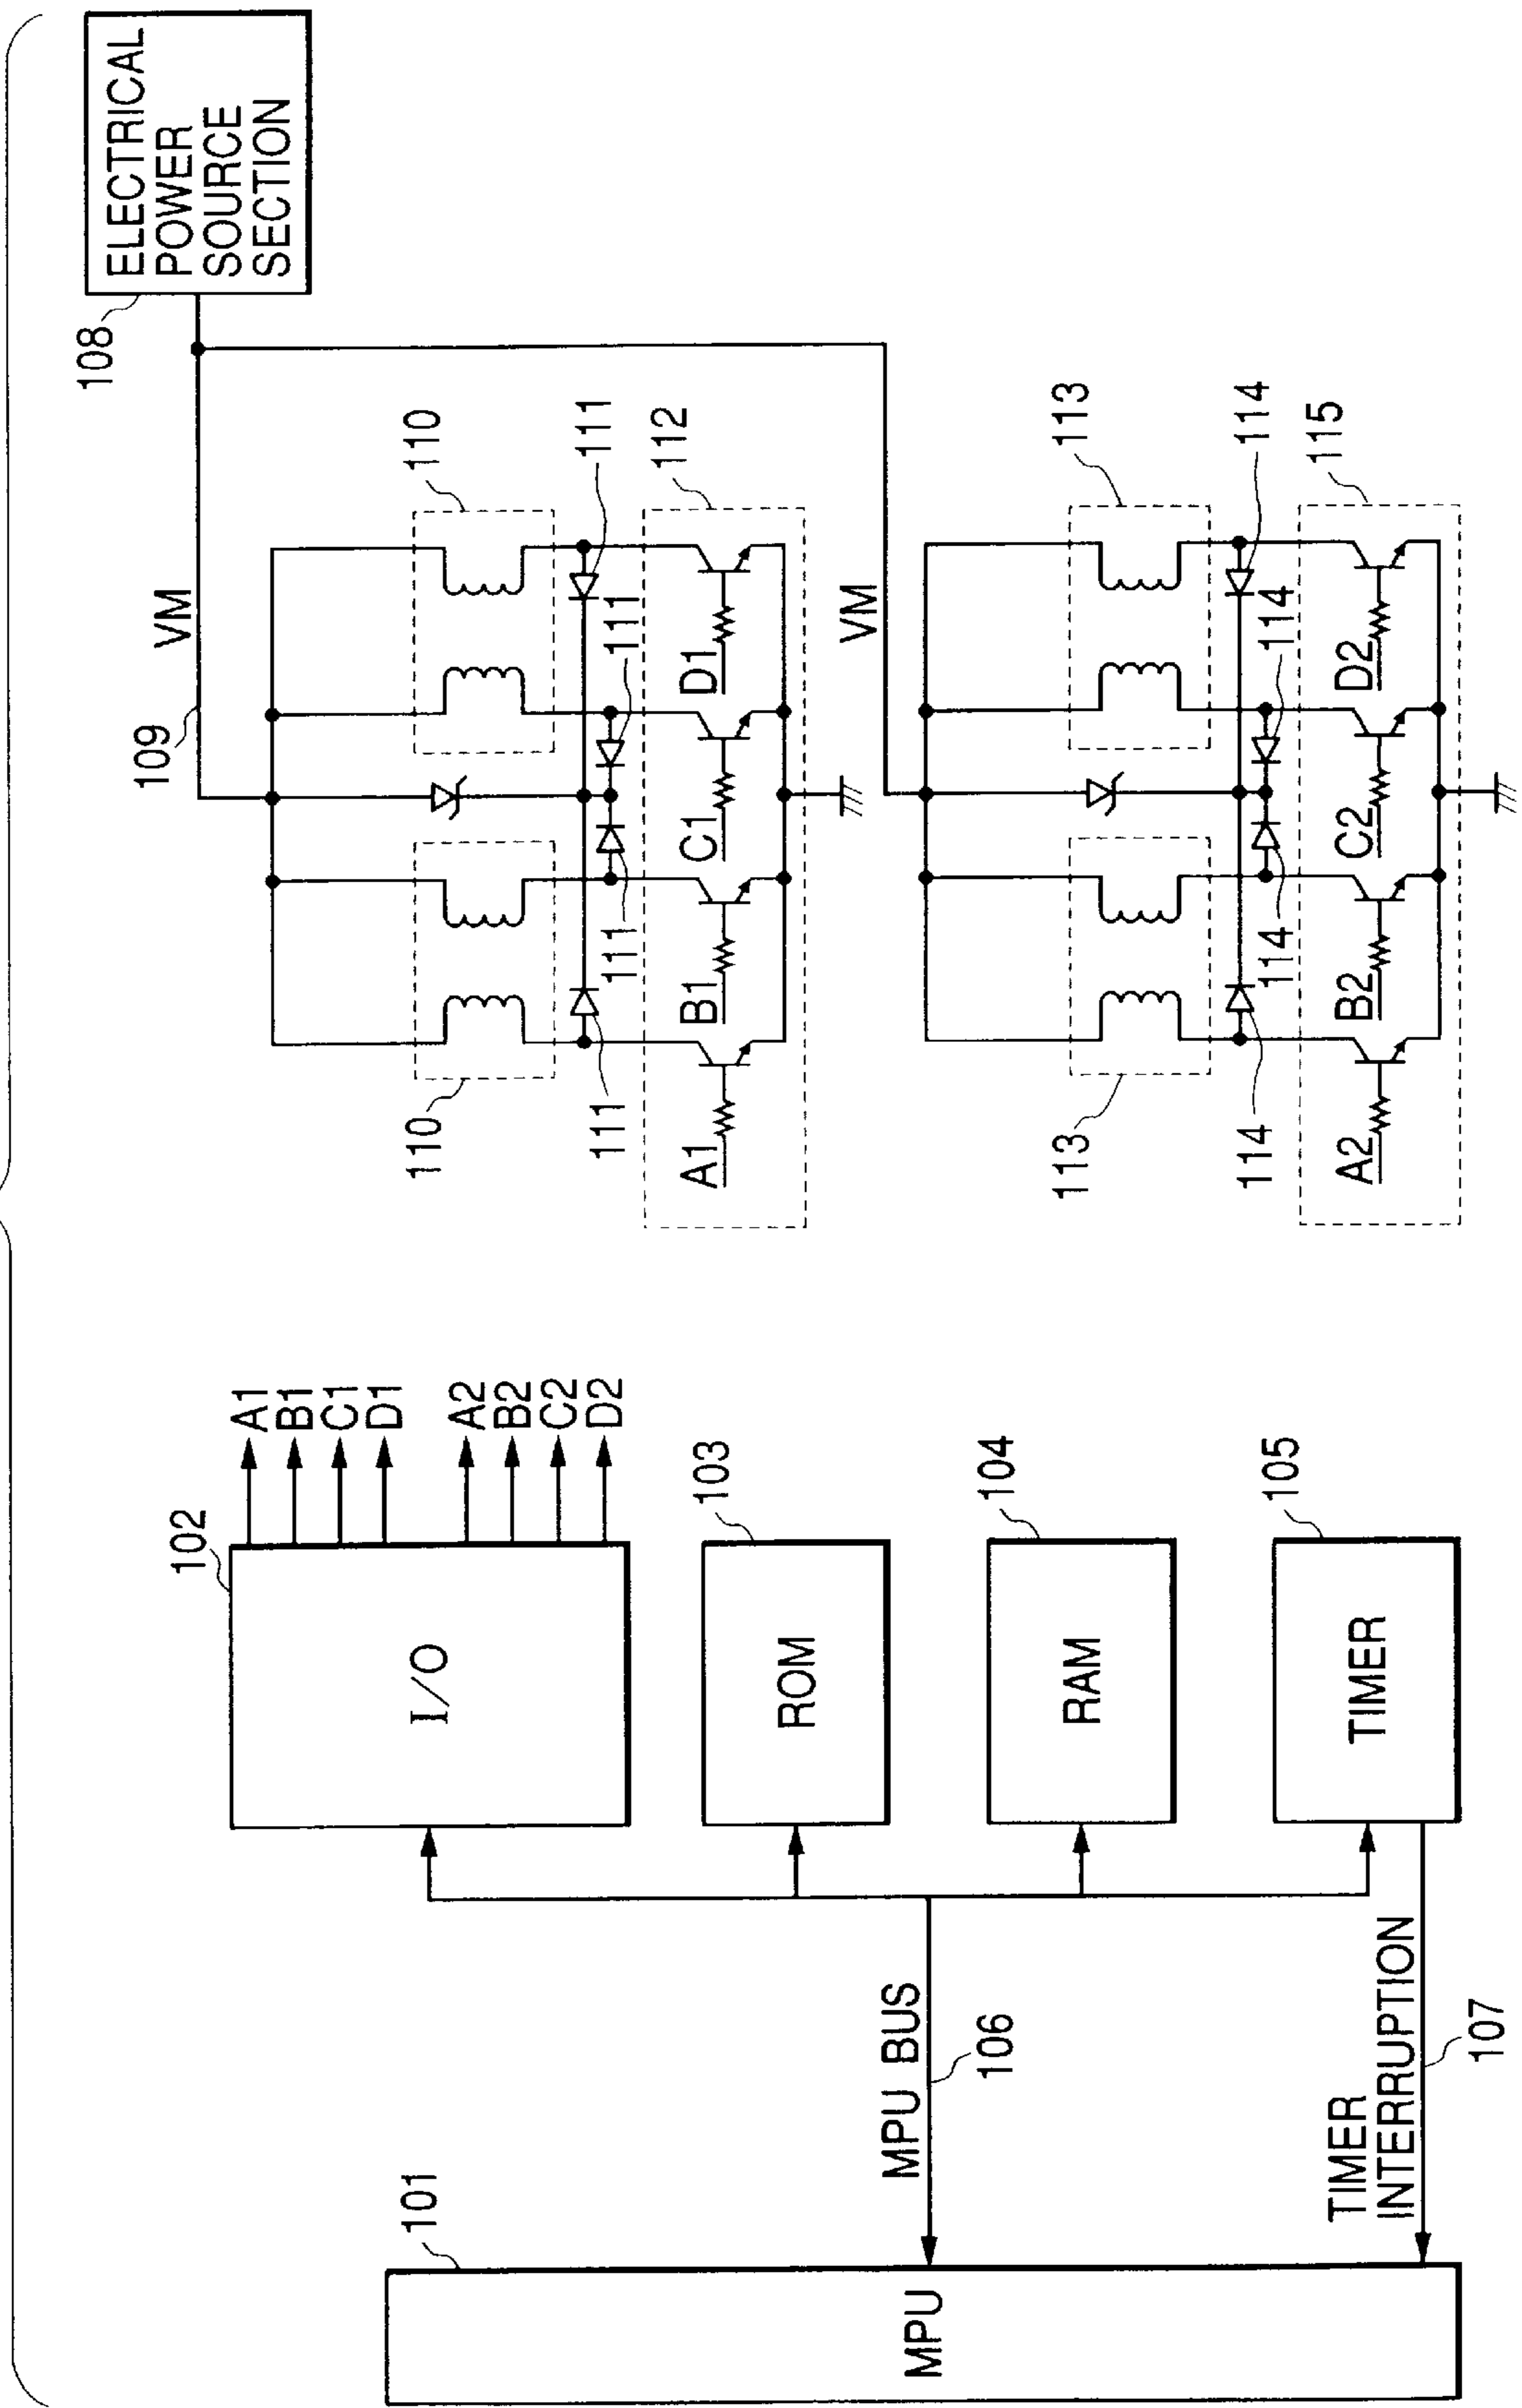 101
MPU
MPU BUS
106
TIMER
INTERRUPTION
107
102
I/O
A1
B1
C1
D1
A2
B2
C2
D2
103
ROM
104
RAM
105
TIMER
108
ELECTRICAL
POWER
SOURCE
SECTION
109
VM
110
110
111
111
111
111
112
A1
B1
C1
D1
VM
113
113
114
114
114
114
115
A2
B2
C2
D2